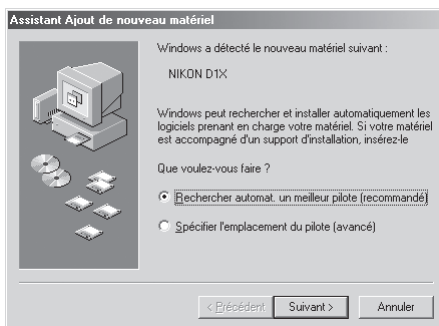 Assistant Ajout de nouveau matériel
Windows a détecté le nouveau matériel suivant :
NIKON D1X
Windows peut rechercher et installer automatiquement les
logiciels prenant en charge votre matériel. Si votre matériel
est accompagné d'un support d'installation, insérez-le
Que voulez-vous faire ?
Rechercher automat. un meilleur pilote (recommandé)
Spécifier l'emplacement du pilote (avancé)
< Précédent Suivant > Annuler